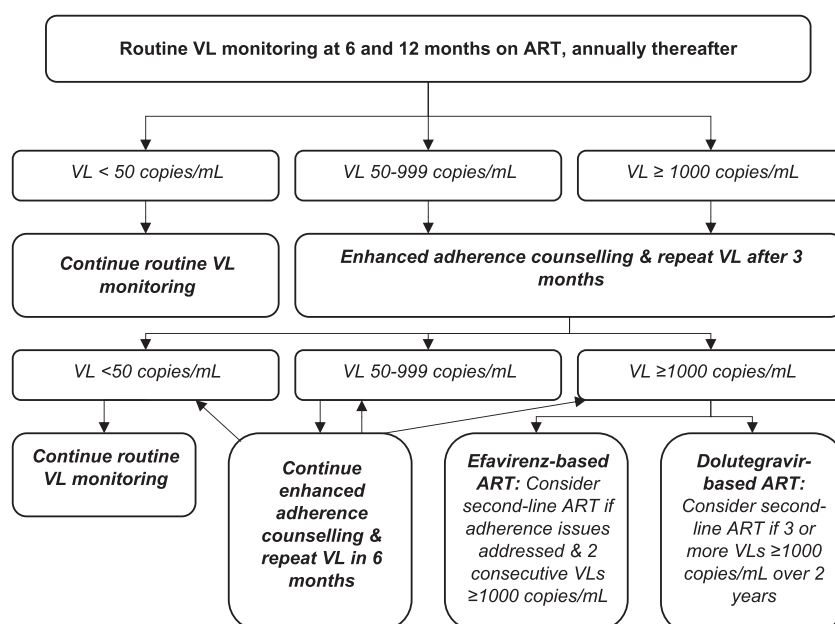 Routine VL monitoring at 6 and 12 months on ART, annually thereafter
VL < 50 copies/mL
VL 50-999 copies/mL
VL ≥ 1000 copies/mL
Continue routine VL
monitoring
Enhanced adherence counselling & repeat VL after 3
months
VL <50 copies/mL
VL 50-999 copies/mL
VL ≥1000 copies/mL
Continue routine
VL monitoring
Continue
enhanced
adherence
counselling &
repeat VL in 6
months
Efavirenz-based
ART: Consider
second-line ART if
adherence issues
addressed & 2
consecutive VLs
≥1000 copies/mL
Dolutegravir-
based ART:
Consider second-
line ART if 3 or
more VLs ≥1000
copies/mL over 2
years